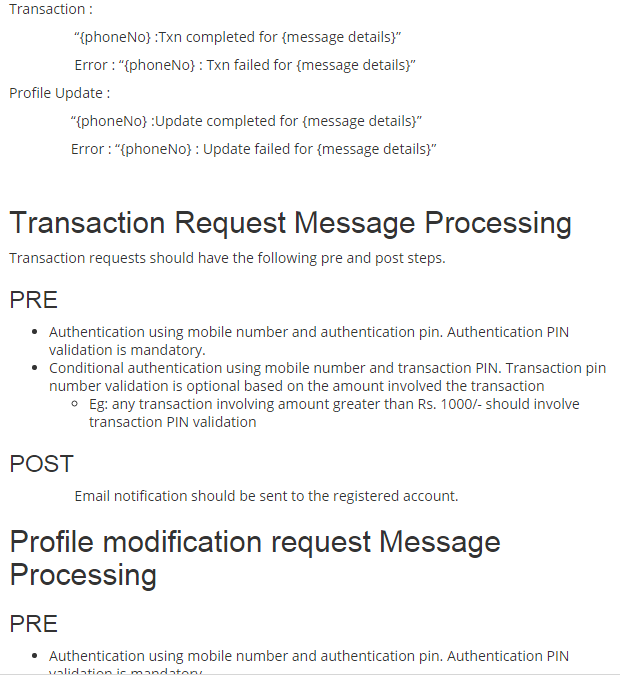 Transaction :
“{phoneNo} :Txn completed for {message details}”
Error : “{phoneNo} : Txn failed for {message details}”
Profile Update :
“{phoneNo} :Update completed for {message details}”
Error : “{phoneNo} : Update failed for {message details}”
Transaction Request Message Processing
Transaction requests should have the following pre and post steps.
PRE
• Authentication using mobile number and authentication pin. Authentication PIN
validation is mandatory.
• Conditional authentication using mobile number and transaction PIN. Transaction pin
number validation is optional based on the amount involved the transaction
◦ Eg: any transaction involving amount greater than Rs. 1000/- should involve
transaction PIN validation
POST
Email notification should be sent to the registered account.
Profile modification request Message
Processing
PRE
• Authentication using mobile number and authentication pin. Authentication PIN
validation is mandatory.